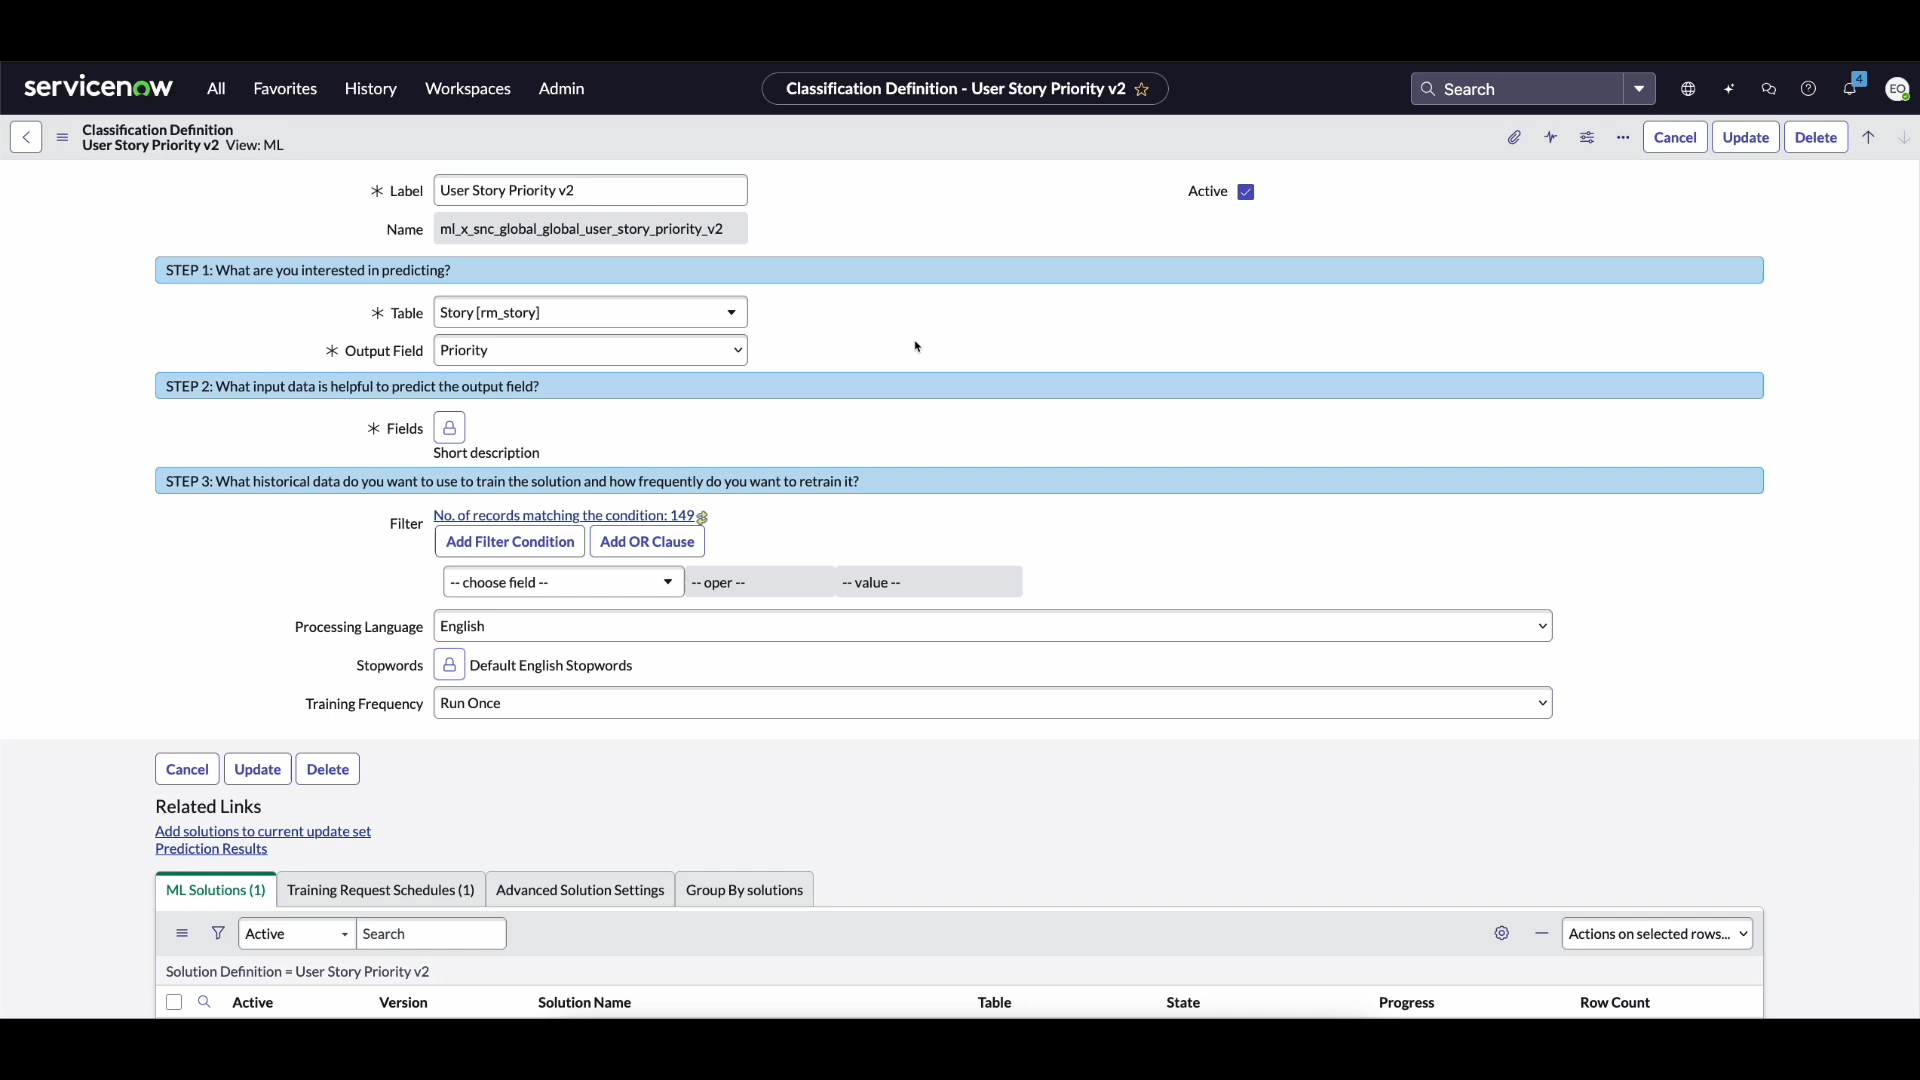 servicenow All Favorites History Workspaces Admin Classification Definition - User Story Priority v2 Search 4 EO
Classification Definition
User Story Priority v2 View: ML
Cancel Update Delete
Label User Story Priority v2 Active
Name ml_x_snc_global_global_user_story_priority_v2
STEP 1: What are you interested in predicting?
Table Story [rm_story]
Output Field Priority
STEP 2: What input data is helpful to predict the output field?
Fields
Short description
STEP 3: What historical data do you want to use to train the solution and how frequently do you want to retrain it?
Filter No. of records matching the condition: 149
Add Filter Condition Add OR Clause
-- choose field -- -- oper -- -- value --
Processing Language English
Stopwords Default English Stopwords
Training Frequency Run Once
Cancel Update Delete
Related Links
Add solutions to current update set
Prediction Results
ML Solutions (1) Training Request Schedules (1) Advanced Solution Settings Group By solutions
Active Search Actions on selected rows...
Solution Definition = User Story Priority v2
Active Version Solution Name Table State Progress Row Count